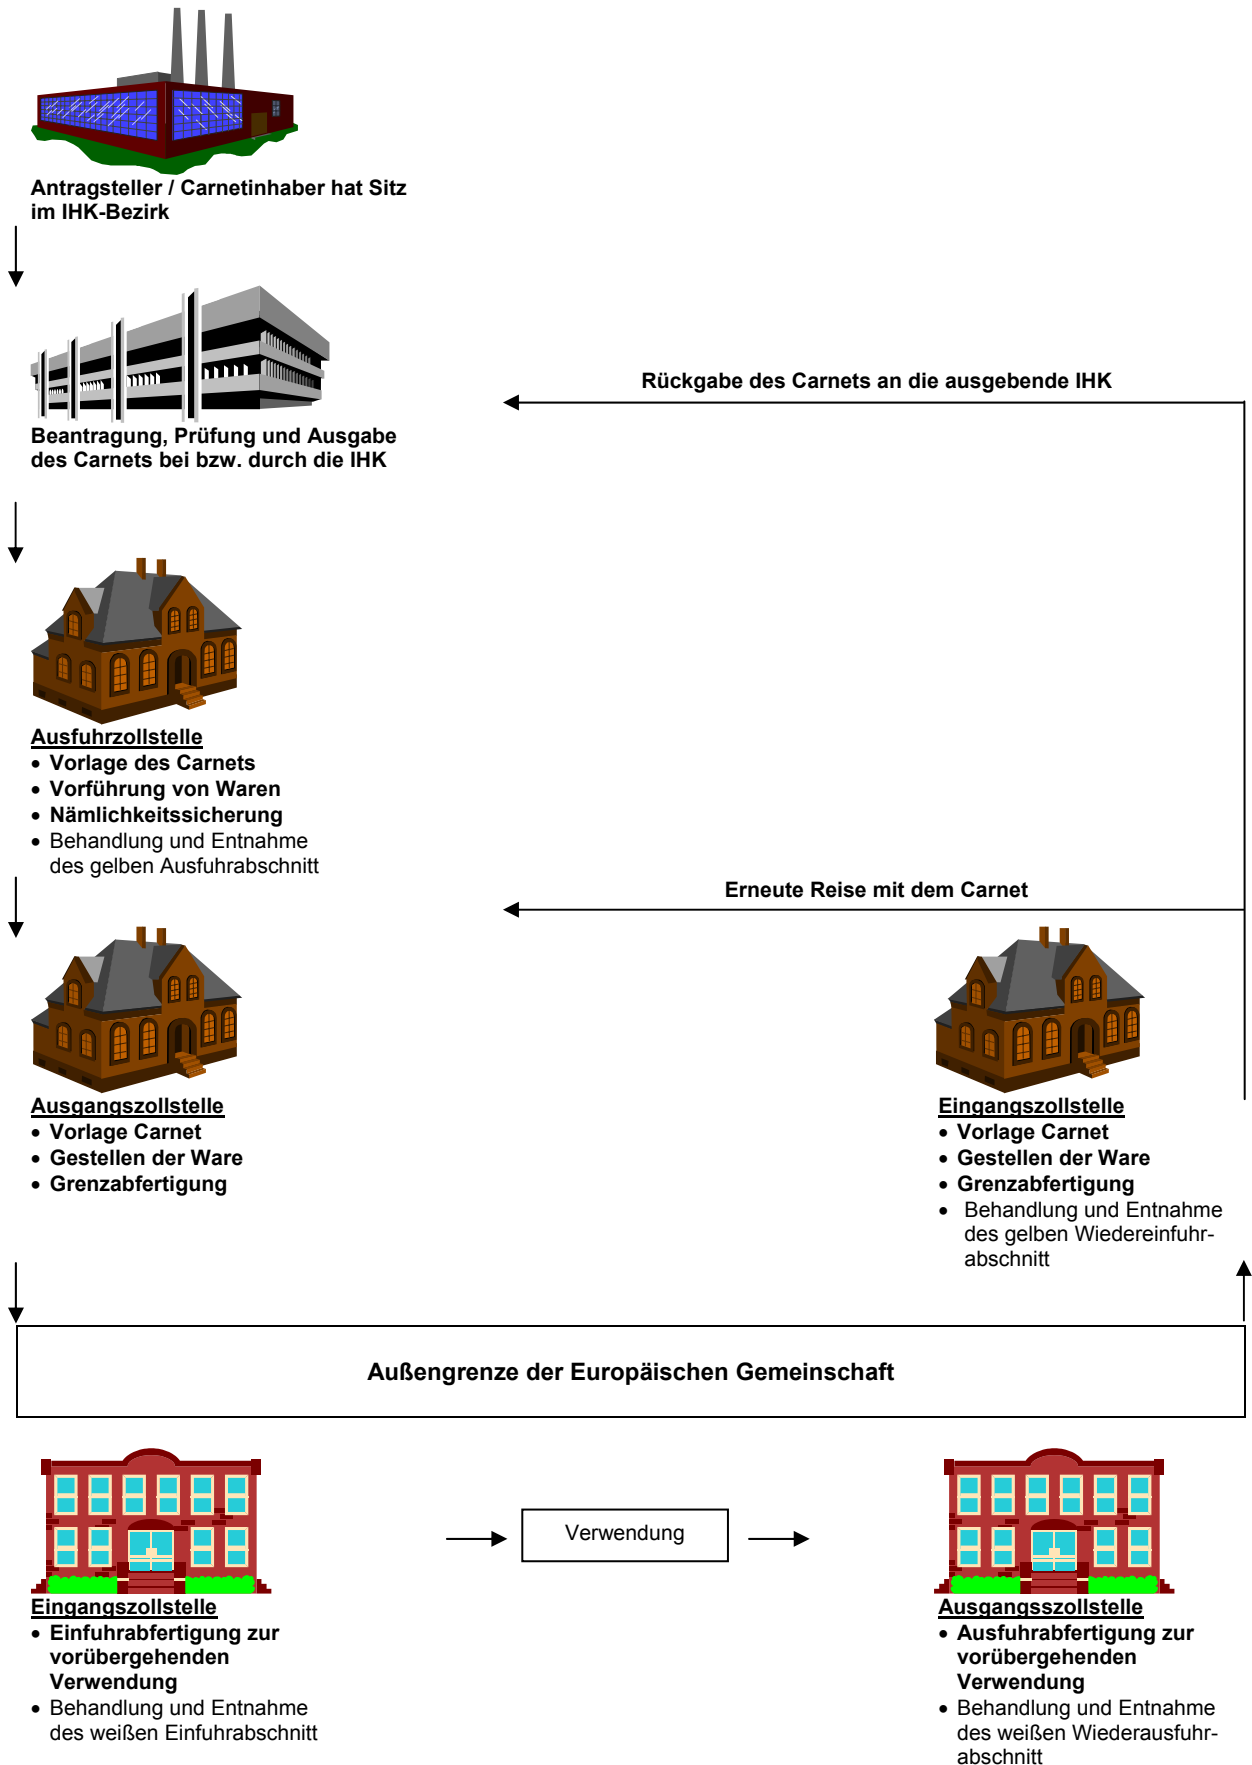 Antragsteller / Carnetinhaber hat Sitz
im IHK-Bezirk
Rückgabe des Carnets an die ausgebende IHK
Beantragung, Prüfung und Ausgabe
des Carnets bei bzw. durch die IHK
Ausfuhrzollstelle
• Vorlage des Carnets
• Vorführung von Waren
• Nämlichkeitssicherung
• Behandlung und Entnahme
des gelben Ausfuhrabschnitt
Erneute Reise mit dem Carnet
Ausgangszollstelle
• Vorlage Carnet
• Gestellen der Ware
• Grenzabfertigung
Eingangszollstelle
• Vorlage Carnet
• Gestellen der Ware
• Grenzabfertigung
• Behandlung und Entnahme
des gelben Wiedereinfuhr-
abschnitt
Außengrenze der Europäischen Gemeinschaft
Verwendung
Eingangszollstelle
• Einfuhrabfertigung zur
vorübergehenden
Verwendung
• Behandlung und Entnahme
des weißen Einfuhrabschnitt
Ausgangsszollstelle
• Ausfuhrabfertigung zur
vorübergehenden
Verwendung
• Behandlung und Entnahme
des weißen Wiederausfuhr-
abschnitt